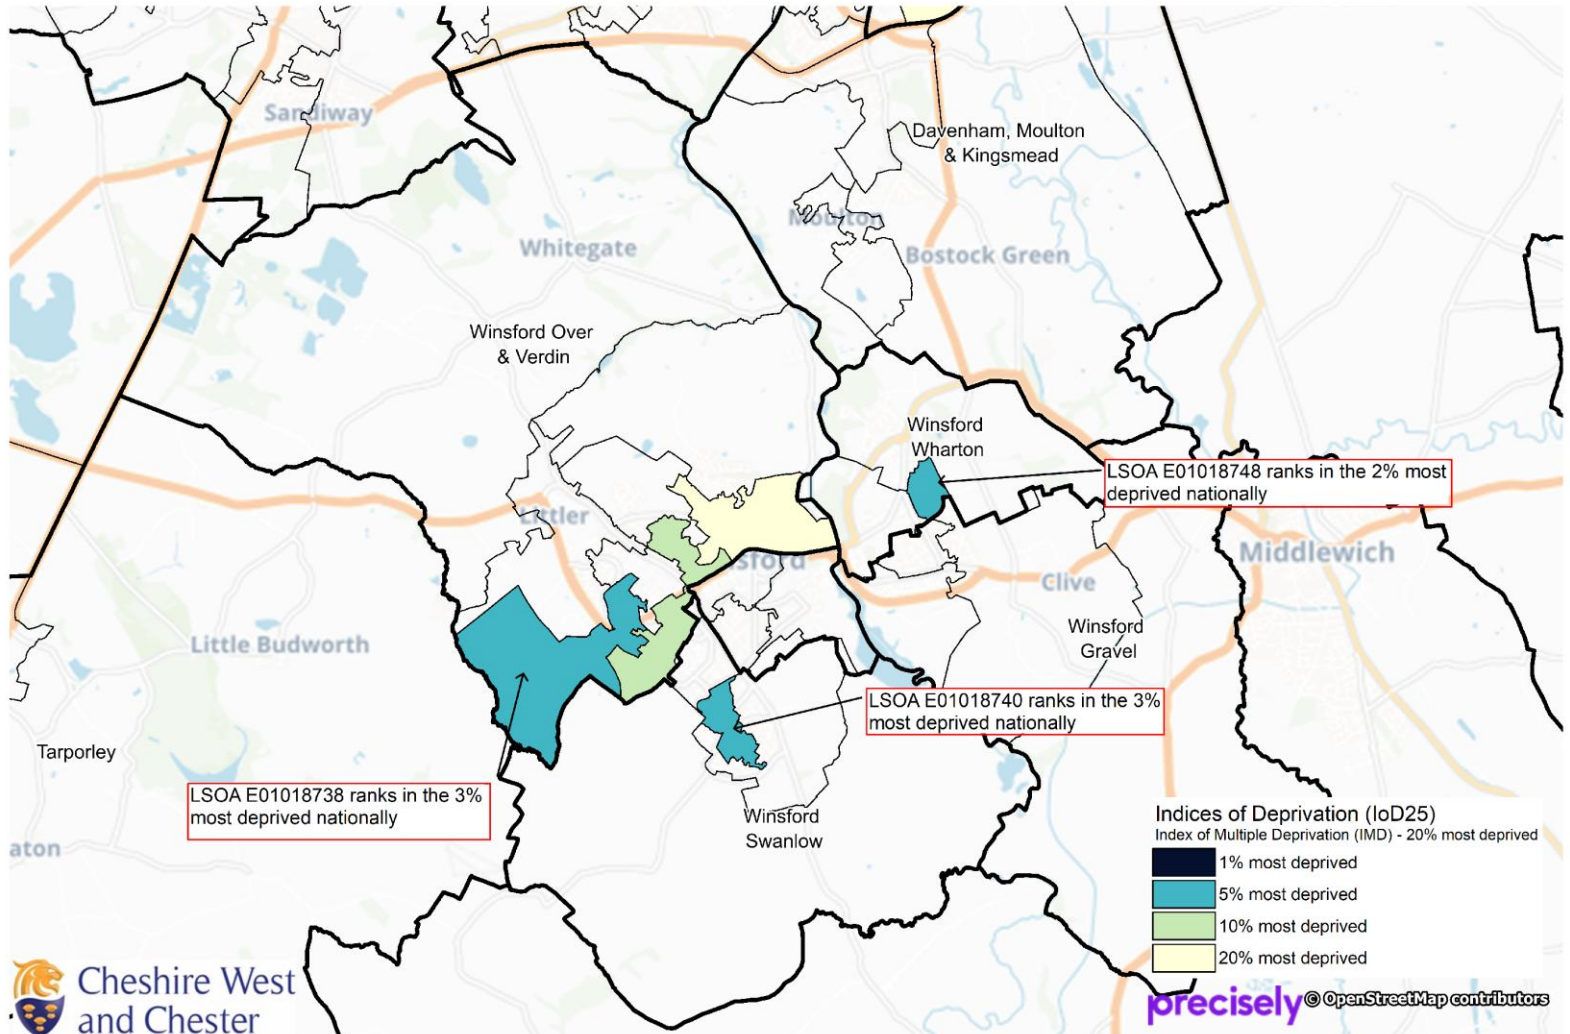 Sandiway
Davenham, Moulton
& Kingsmead
Moulton
Whitegate
Bostock Green
Winsford Over
& Verdin
Winsford
Wharton
LSOA E01018748 ranks in the 2% most
deprived nationally
Littler
sford
Middlewich
Clive
Little Budworth
Winsford
Gravel
LSOA E01018740 ranks in the 3%
most deprived nationally
Tarporley
LSOA E01018738 ranks in the 3%
most deprived nationally
Winsford
Swanlow
aton
Indices of Deprivation (IoD25)
Index of Multiple Deprivation (IMD) - 20% most deprived
1% most deprived
5% most deprived
10% most deprived
20% most deprived
Cheshire West
and Chester
precisely © OpenStreetMap contributors